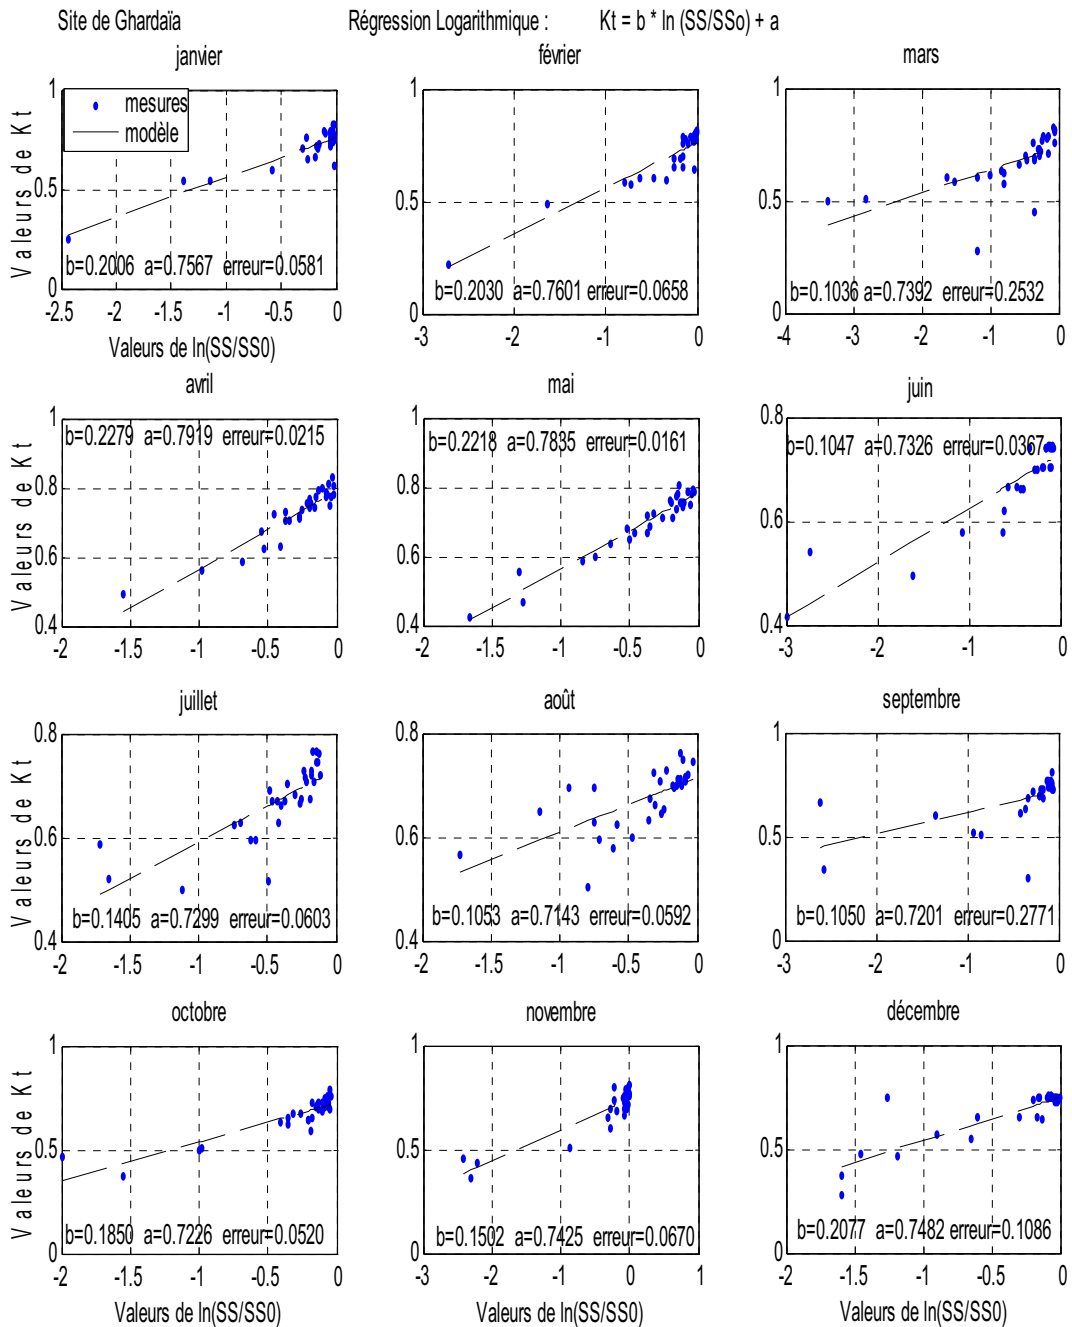 Site de Ghardaïa Régression Logarithmique : Kt = b * ln (SS/SSo) + a
janvier février mars
1 1 1
mesures
modèle
Valeurs de Kt
0.5 0.5 0.5
b=0.2006 a=0.7567 erreur=0.0581
b=0.2030 a=0.7601 erreur=0.0658
b=0.1036 a=0.7392 erreur=0.2532
0 0 0
-2.5 -2 -1.5 -1 -0.5 0
-3 -2 -1 0
-4 -3 -2 -1 0
Valeurs de ln(SS/SS0)
avril mai juin
1 1 0.8
b=0.2279 a=0.7919 erreur=0.0215
b=0.2218 a=0.7835 erreur=0.0161
b=0.1047 a=0.7326 erreur=0.0367
Valeurs de Kt
0.8 0.8
0.6 0.6 0.6
0.4 0.4 0.4
-2 -1.5 -1 -0.5 0
-2 -1.5 -1 -0.5 0
-3 -2 -1 0
juillet août septembre
0.8 0.8 1
Valeurs de Kt
0.6 0.6 0.5
b=0.1405 a=0.7299 erreur=0.0603
b=0.1053 a=0.7143 erreur=0.0592
b=0.1050 a=0.7201 erreur=0.2771
0.4 0.4 0
-2 -1.5 -1 -0.5 0
-2 -1.5 -1 -0.5 0
-3 -2 -1 0
octobre novembre décembre
1 1 1
Valeurs de Kt
0.5 0.5 0.5
b=0.1850 a=0.7226 erreur=0.0520
b=0.1502 a=0.7425 erreur=0.0670
b=0.2077 a=0.7482 erreur=0.1086
0 0 0
-2 -1.5 -1 -0.5 0
-3 -2 -1 0 1
-2 -1.5 -1 -0.5 0
Valeurs de ln(SS/SS0) Valeurs de ln(SS/SS0) Valeurs de ln(SS/SS0)